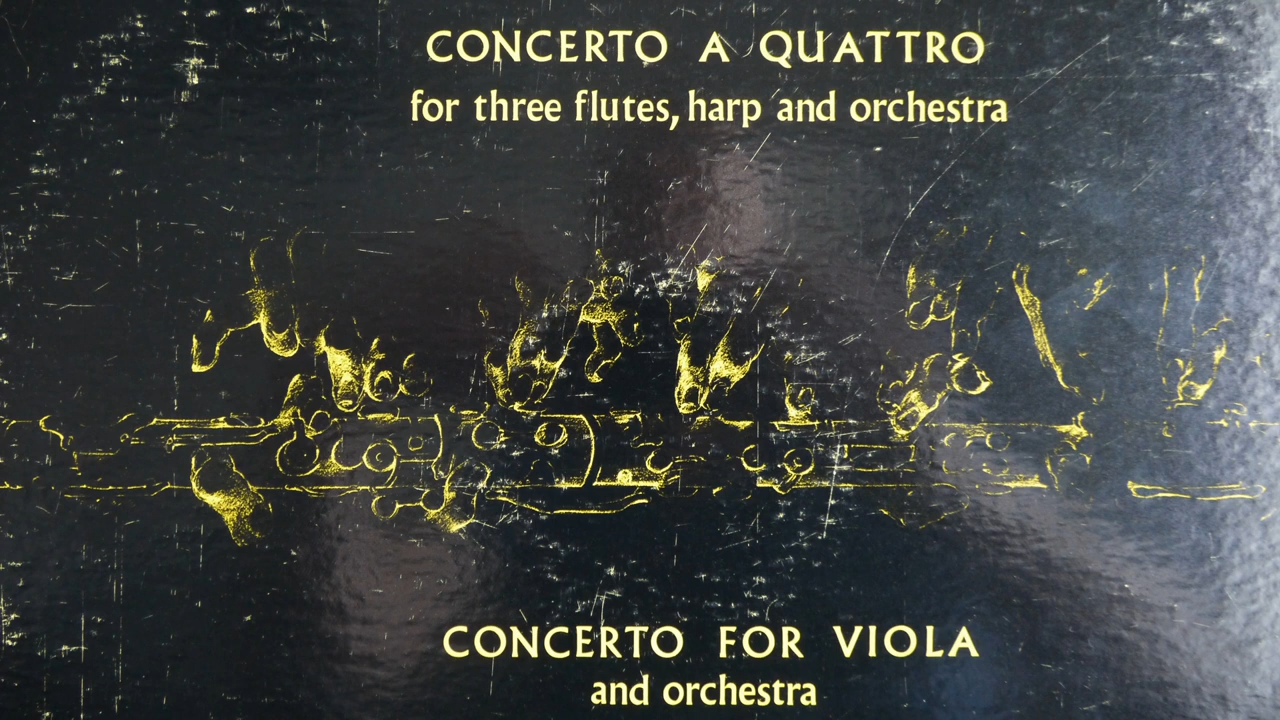 CONCERTO A QUATTRO
for three flutes, harp and orchestra
CONCERTO FOR VIOLA
and orchestra